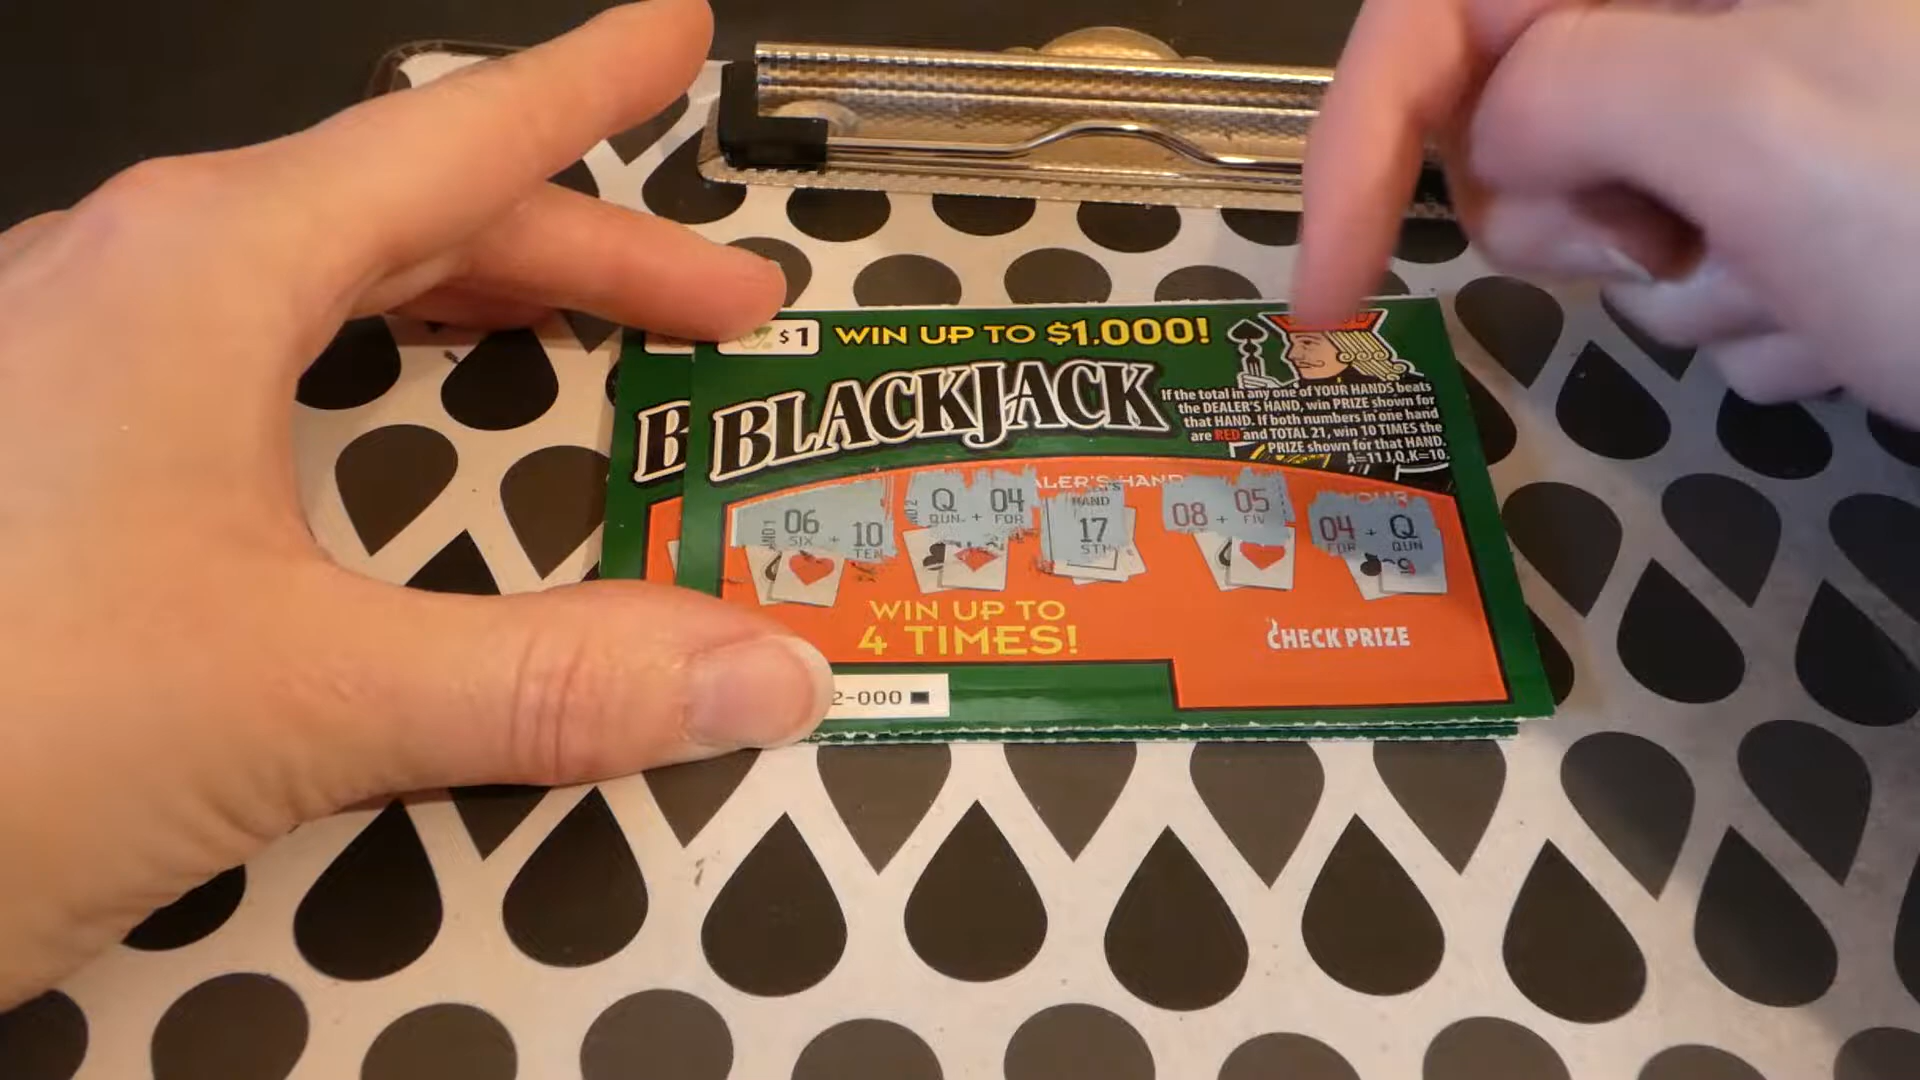 $1 WIN UP TO $1,000!
B BLACKJACK
If the total in any one of YOUR HANDS beats
the DEALER'S HAND, win PRIZE shown for
that HAND. If both numbers in one hand
are RED and TOTAL 21, win 10 TIMES the
PRIZE shown for that HAND.
A=11 J,Q,K=10.
ALER'S HAND
HAND
06 + 10
SIX TEN
Q + 04
QUN FOR
17
STN
08 + 05
FIV
04 + Q
FOR QUN
WIN UP TO
4 TIMES!
CHECK PRIZE
2-000